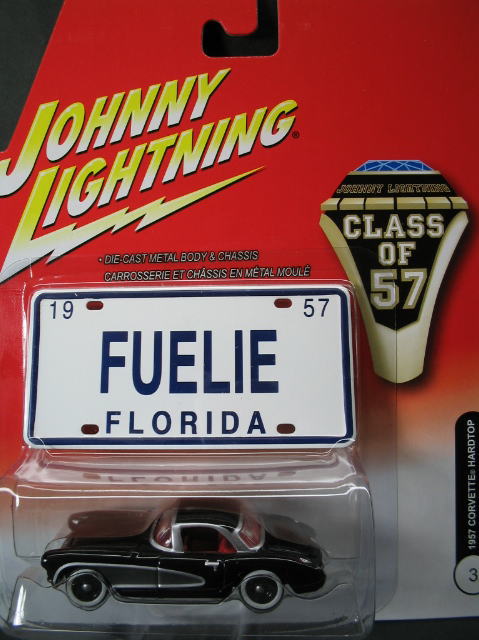 JOHNNY
LIGHTNING®
JOHNNY LIGHTNING
CLASS
OF
57
• DIE-CAST METAL BODY & CHASSIS
CARROSSERIE ET CHÂSSIS EN MÉTAL MOULÉ
19 57
FUELIE
FLORIDA
1957 CORVETTE® HARDTOP
3